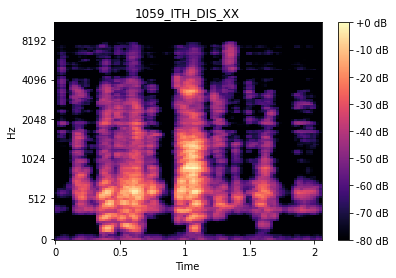 1059_ITH_DIS_XX
Hz
8192
4096
2048
1024
512
0
0
0.5
1
1.5
2
Time
+0 dB
-10 dB
-20 dB
-30 dB
-40 dB
-50 dB
-60 dB
-70 dB
-80 dB